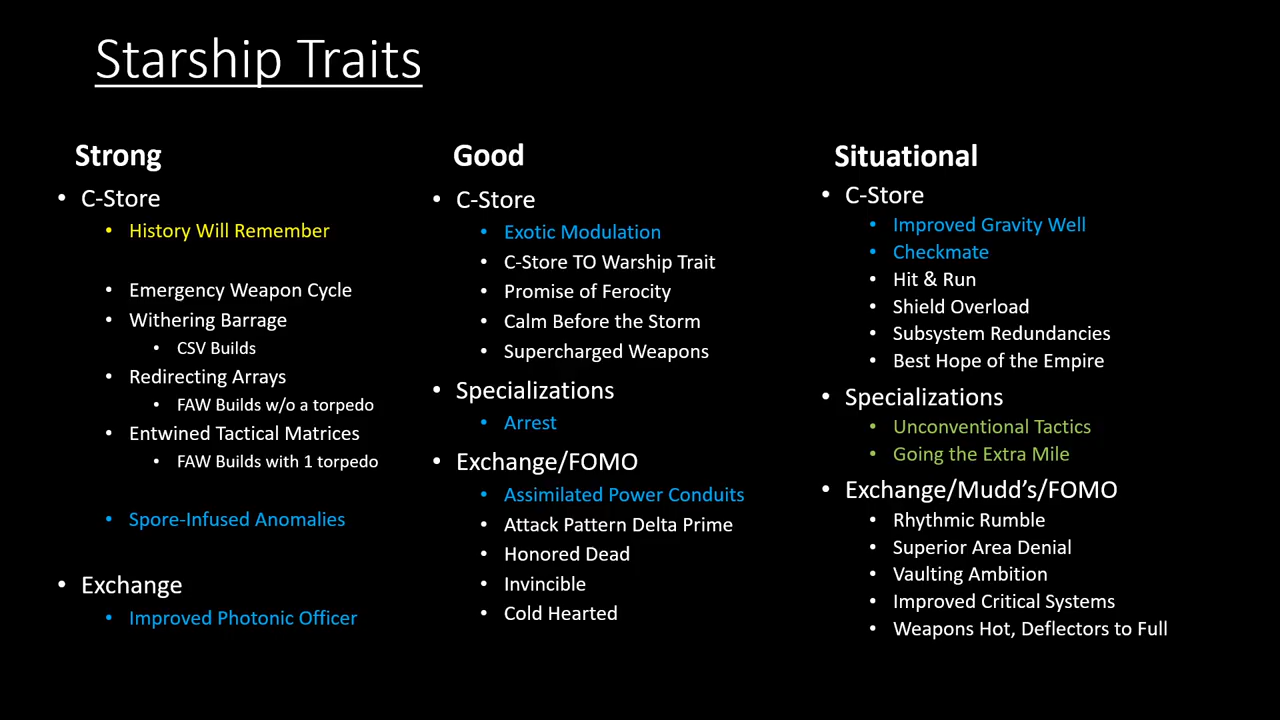 Starship Traits
Strong
• C-Store
• History Will Remember
• Emergency Weapon Cycle
• Withering Barrage
• CSV Builds
• Redirecting Arrays
• FAW Builds w/o a torpedo
• Entwined Tactical Matrices
• FAW Builds with 1 torpedo
• Spore-Infused Anomalies
• Exchange
• Improved Photonic Officer
Good
• C-Store
• Exotic Modulation
• C-Store TO Warship Trait
• Promise of Ferocity
• Calm Before the Storm
• Supercharged Weapons
• Specializations
• Arrest
• Exchange/FOMO
• Assimilated Power Conduits
• Attack Pattern Delta Prime
• Honored Dead
• Invincible
• Cold Hearted
Situational
• C-Store
• Improved Gravity Well
• Checkmate
• Hit & Run
• Shield Overload
• Subsystem Redundancies
• Best Hope of the Empire
• Specializations
• Unconventional Tactics
• Going the Extra Mile
• Exchange/Mudd’s/FOMO
• Rhythmic Rumble
• Superior Area Denial
• Vaulting Ambition
• Improved Critical Systems
• Weapons Hot, Deflectors to Full